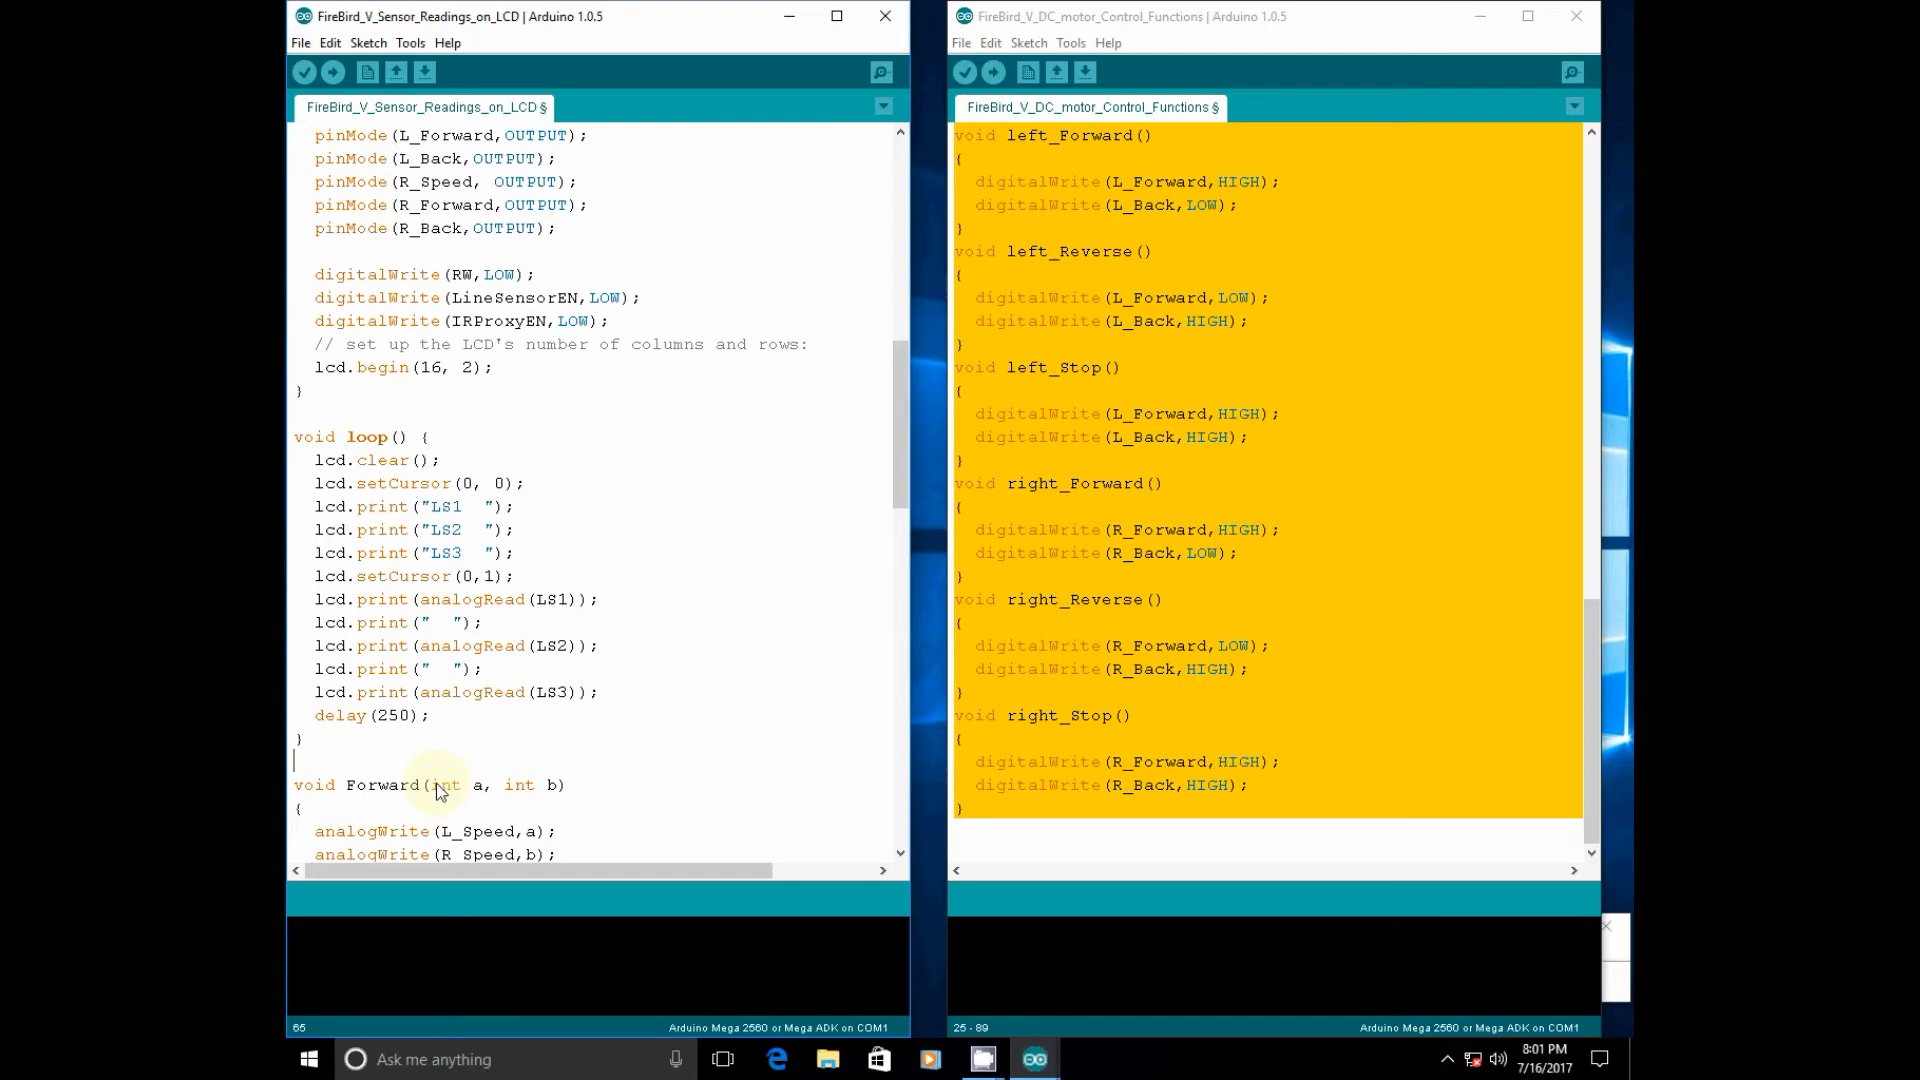 FireBird_V_Sensor_Readings_on_LCD | Arduino 1.0.5
File Edit Sketch Tools Help
FireBird_V_Sensor_Readings_on_LCD §
pinMode(L_Forward,OUTPUT);
pinMode(L_Back,OUTPUT);
pinMode(R_Speed, OUTPUT);
pinMode(R_Forward,OUTPUT);
pinMode(R_Back,OUTPUT);
digitalWrite(RW,LOW);
digitalWrite(LineSensorEN,LOW);
digitalWrite(IRProxyEN,LOW);
// set up the LCD's number of columns and rows:
lcd.begin(16, 2);
}
void loop() {
lcd.clear();
lcd.setCursor(0, 0);
lcd.print("LS1  ");
lcd.print("LS2  ");
lcd.print("LS3  ");
lcd.setCursor(0,1);
lcd.print(analogRead(LS1));
lcd.print("  ");
lcd.print(analogRead(LS2));
lcd.print("  ");
lcd.print(analogRead(LS3));
delay(250);
}
void Forward(int a, int b)
{
analogWrite(L_Speed,a);
analogWrite(R_Speed,b);
65
Arduino Mega 2560 or Mega ADK on COM1
FireBird_V_DC_motor_Control_Functions | Arduino 1.0.5
File Edit Sketch Tools Help
FireBird_V_DC_motor_Control_Functions §
void left_Forward()
{
digitalWrite(L_Forward,HIGH);
digitalWrite(L_Back,LOW);
}
void left_Reverse()
{
digitalWrite(L_Forward,LOW);
digitalWrite(L_Back,HIGH);
}
void left_Stop()
{
digitalWrite(L_Forward,HIGH);
digitalWrite(L_Back,HIGH);
}
void right_Forward()
{
digitalWrite(R_Forward,HIGH);
digitalWrite(R_Back,LOW);
}
void right_Reverse()
{
digitalWrite(R_Forward,LOW);
digitalWrite(R_Back,HIGH);
}
void right_Stop()
{
digitalWrite(R_Forward,HIGH);
digitalWrite(R_Back,HIGH);
}
25 - 89
Arduino Mega 2560 or Mega ADK on COM1
Ask me anything
8:01 PM
7/16/2017